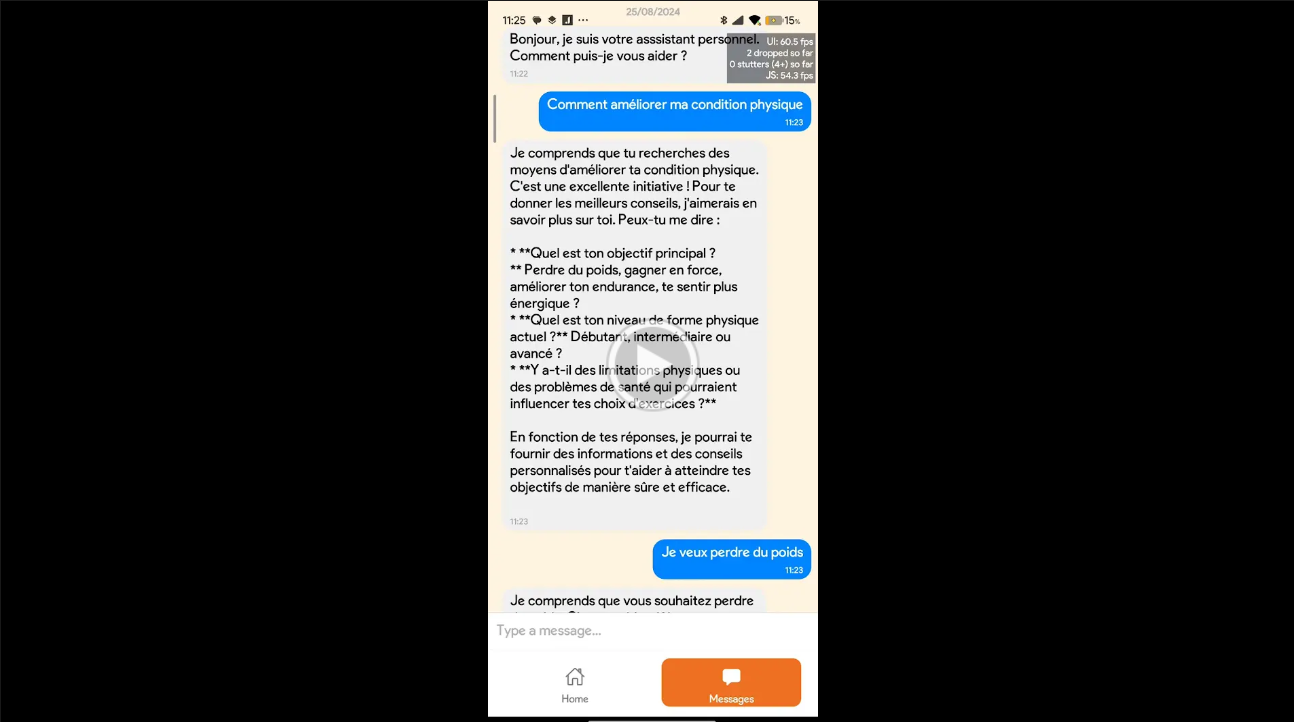 25/08/2024
11:25
15%
Bonjour, je suis votre asssistant personnel.
Comment puis-je vous aider ?
11:22
UI: 60.5 fps
2 dropped so far
0 stutters (4+) so far
JS: 54.3 fps
Comment améliorer ma condition physique
11:23
Je comprends que tu recherches des
moyens d'améliorer ta condition physique.
C'est une excellente initiative ! Pour te
donner les meilleurs conseils, j'aimerais en
savoir plus sur toi. Peux-tu me dire :
* **Quel est ton objectif principal ?
** Perdre du poids, gagner en force,
améliorer ton endurance, te sentir plus
énergique ?
* **Quel est ton niveau de forme physique
actuel ?** Débutant, intermédiaire ou
avancé ?
* **Y a-t-il des limitations physiques ou
des problèmes de santé qui pourraient
influencer tes choix d'exercices ?**
En fonction de tes réponses, je pourrai te
fournir des informations et des conseils
personnalisés pour t'aider à atteindre tes
objectifs de manière sûre et efficace.
11:23
Je veux perdre du poids
11:23
Je comprends que vous souhaitez perdre
Type a message...
Home
Messages